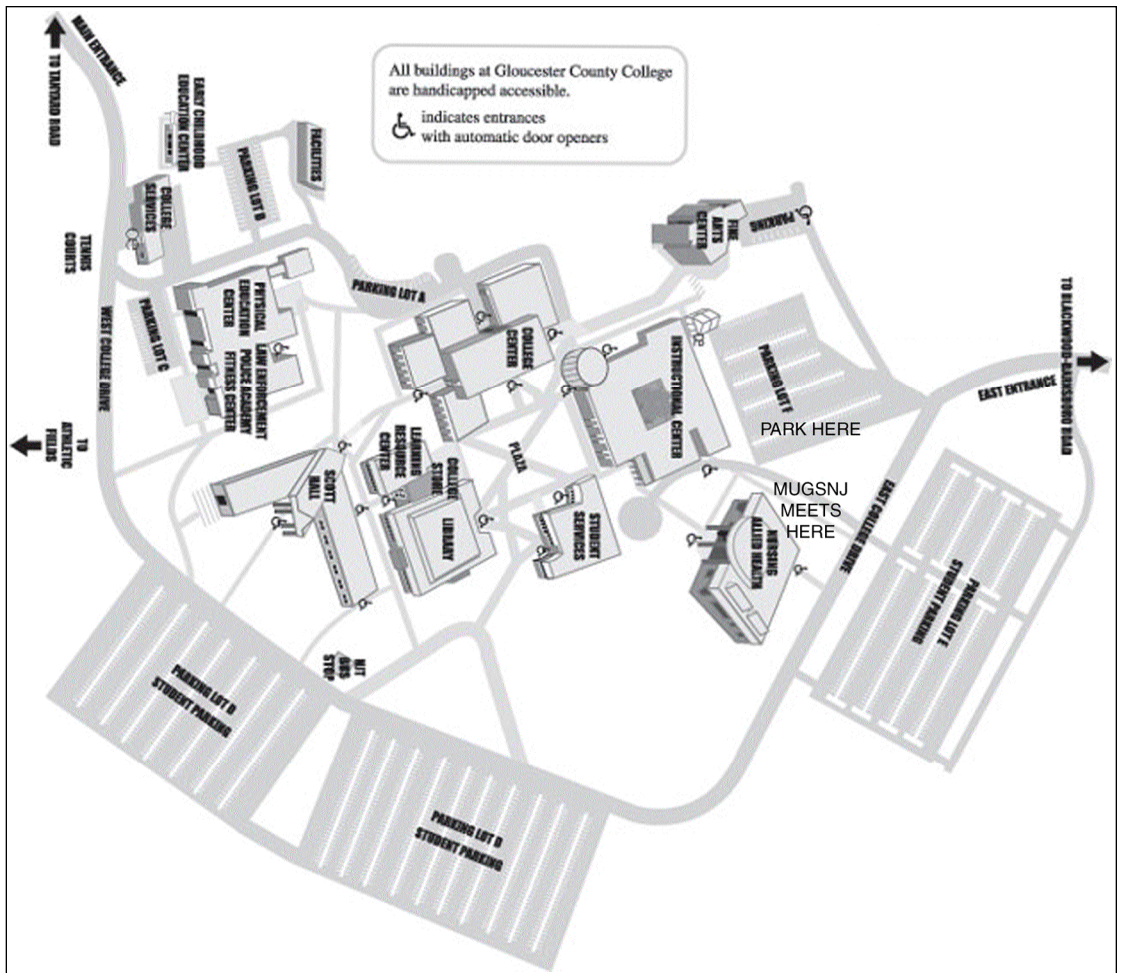 MAIN ENTRANCE
TO TANYARD ROAD
All buildings at Gloucester County College
are handicapped accessible.
indicates entrances
with automatic door openers
EARLY CHILDHOOD
EDUCATION CENTER
FACILITIES
PARKING LOT B
COLLEGE
SERVICES
TENNIS
COURTS
PARKING
FINE
ARTS
CENTER
PARKING LOT A
PHYSICAL
EDUCATION
CENTER
LAW ENFORCEMENT
POLICE ACADEMY
FITNESS CENTER
PARKING LOT C
WEST COLLEGE DRIVE
COLLEGE
CENTER
INSTRUCTIONAL CENTER
PARKING LOT F
TO BLACKWOOD-BARNSBORO ROAD
EAST ENTRANCE
PARK HERE
TO
ATHLETIC
FIELDS
SCOTT
HALL
LEARNING
RESOURCE
CENTER
COLLEGE
STORE
LIBRARY
PLAZA
STUDENT
SERVICES
MUGSNJ
MEETS
HERE
NURSING
ALLIED HEALTH
EAST COLLEGE DRIVE
PARKING LOT E
STUDENT PARKING
NJT
BUS
STOP
PARKING LOT D
STUDENT PARKING
PARKING LOT D
STUDENT PARKING